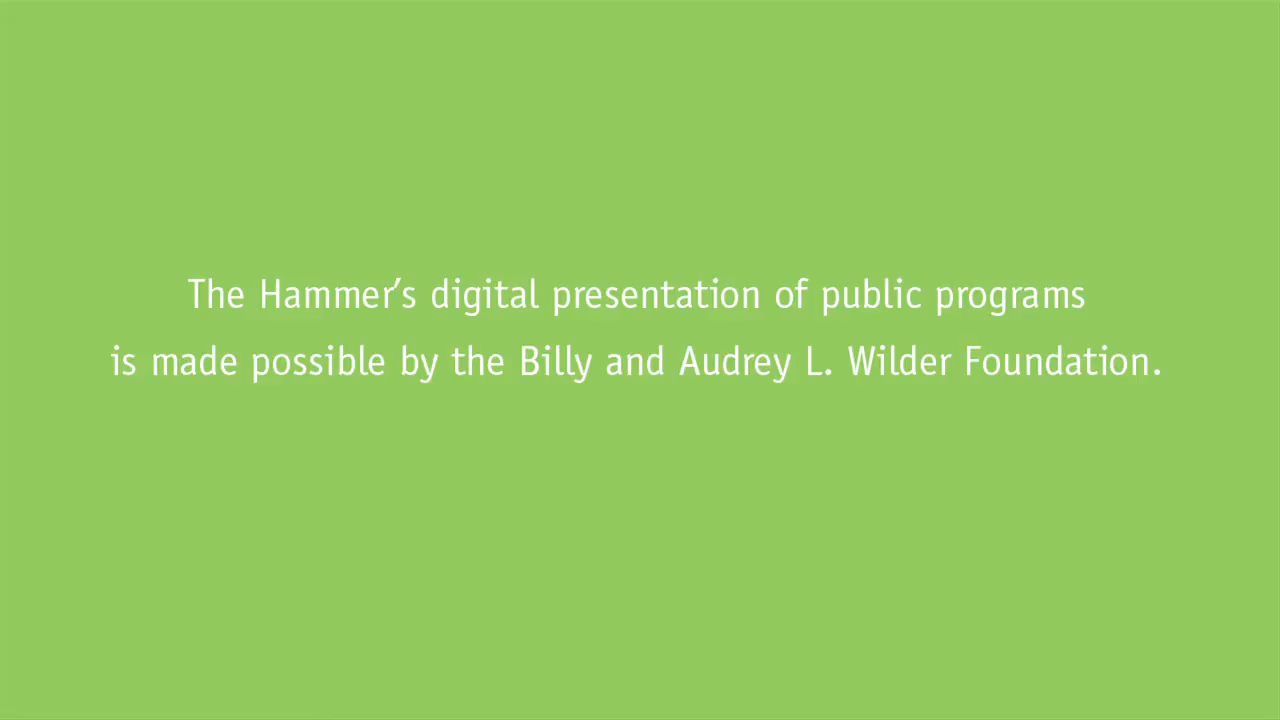 The Hammer’s digital presentation of public programs
is made possible by the Billy and Audrey L. Wilder Foundation.